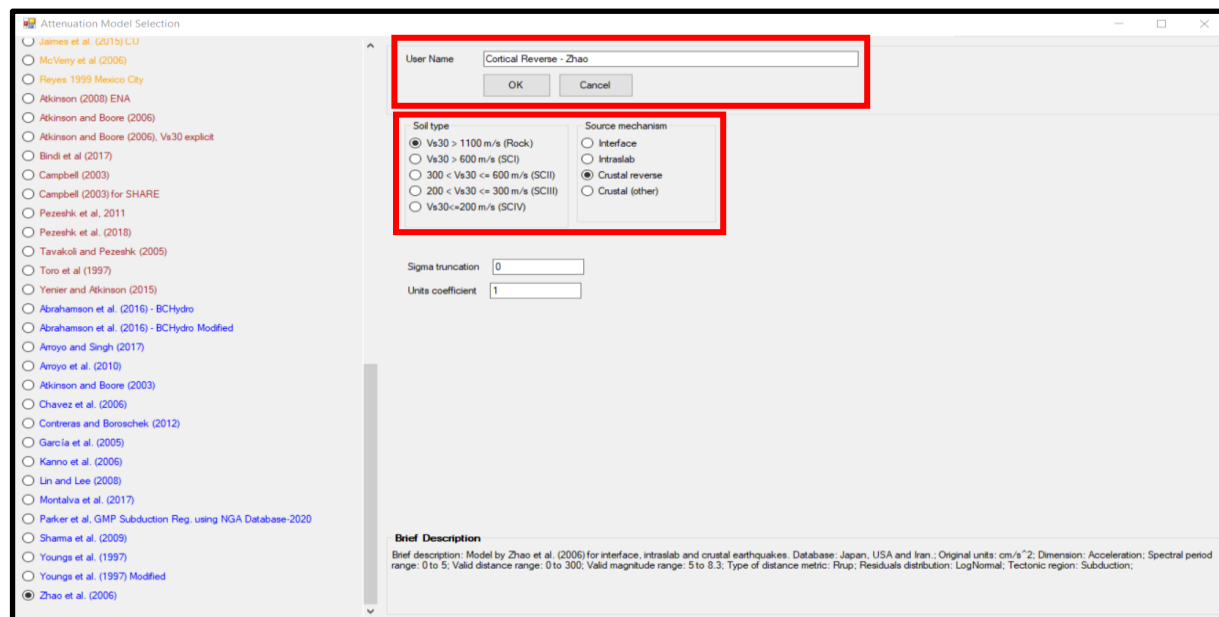 Attenuation Model Selection
Jaimes et al. (2015) CU
McVerry et al (2006)
Reyes 1999 Mexico City
Atkinson (2008) ENA
Atkinson and Boore (2006)
Atkinson and Boore (2006), Vs30 explicit
Bindi et al (2017)
Campbell (2003)
Campbell (2003) for SHARE
Pezeshk et al, 2011
Pezeshk et al. (2018)
Tavakoli and Pezeshk (2005)
Toro et al (1997)
Yenier and Atkinson (2015)
Abrahamson et al. (2016) - BCHydro
Abrahamson et al. (2016) - BCHydro Modified
Arroyo and Singh (2017)
Arroyo et al. (2010)
Atkinson and Boore (2003)
Chavez et al. (2006)
Contreras and Boroschek (2012)
García et al. (2005)
Kanno et al. (2006)
Lin and Lee (2008)
Montalva et al. (2017)
Parker et al, GMP Subduction Reg. using NGA Database-2020
Sharma et al. (2009)
Youngs et al. (1997)
Youngs et al. (1997) Modified
Zhao et al. (2006)
User Name
Cortical Reverse - Zhao
OK
Cancel
Soil type
Vs30 > 1100 m/s (Rock)
Vs30 > 600 m/s (SCI)
300 < Vs30 <= 600 m/s (SCII)
200 < Vs30 <= 300 m/s (SCIII)
Vs30<=200 m/s (SCIV)
Source mechanism
Interface
Intraslab
Crustal reverse
Crustal (other)
Sigma truncation 0
Units coefficient 1
Brief Description
Brief description: Model by Zhao et al. (2006) for interface, intraslab and crustal earthquakes. Database: Japan, USA and Iran.; Original units: cm/s^2; Dimension: Acceleration; Spectral period
range: 0 to 5; Valid distance range: 0 to 300; Valid magnitude range: 5 to 8.3; Type of distance metric: Rrup; Residuals distribution: LogNormal; Tectonic region: Subduction;